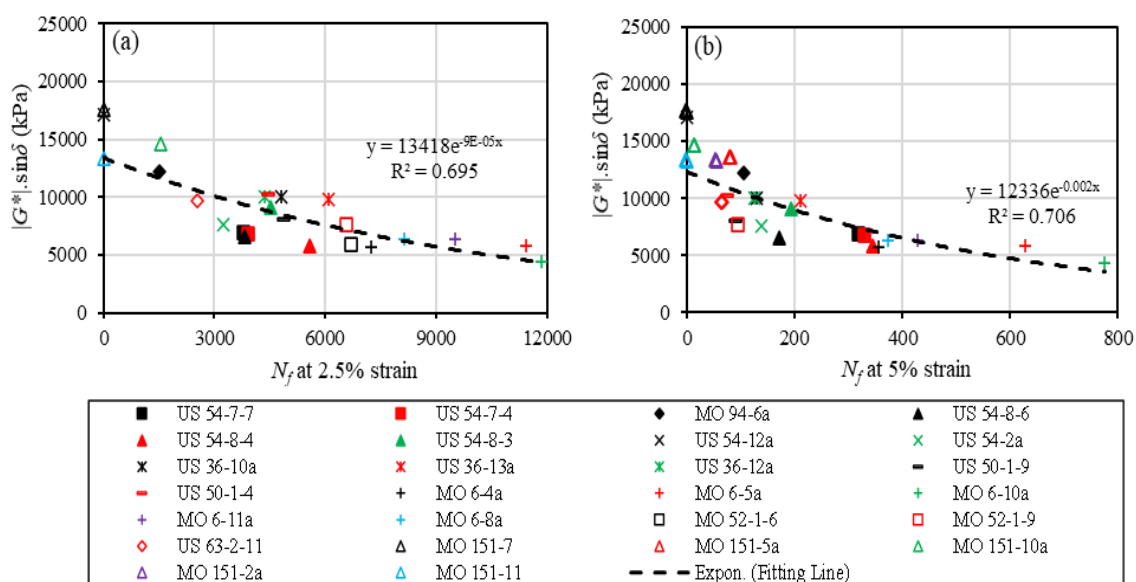 (a)
25000
20000
15000
10000
5000
0
|G*|.sinδ (kPa)
y = 13418e^-9E-05x
R² = 0.695
0 3000 6000 9000 12000
N_f at 2.5% strain
(b)
25000
20000
15000
10000
5000
0
|G*|.sinδ (kPa)
y = 12336e^-0.002x
R² = 0.706
0 200 400 600 800
N_f at 5% strain
US 54-7-7 US 54-7-4 MO 94-6a US 54-8-6
US 54-8-4 US 54-8-3 US 54-12a US 54-2a
US 36-10a US 36-13a US 36-12a US 50-1-9
US 50-1-4 MO 6-4a MO 6-5a MO 6-10a
MO 6-11a MO 6-8a MO 52-1-6 MO 52-1-9
US 63-2-11 MO 151-7 MO 151-5a MO 151-10a
MO 151-2a MO 151-11 Expon. (Fitting Line)